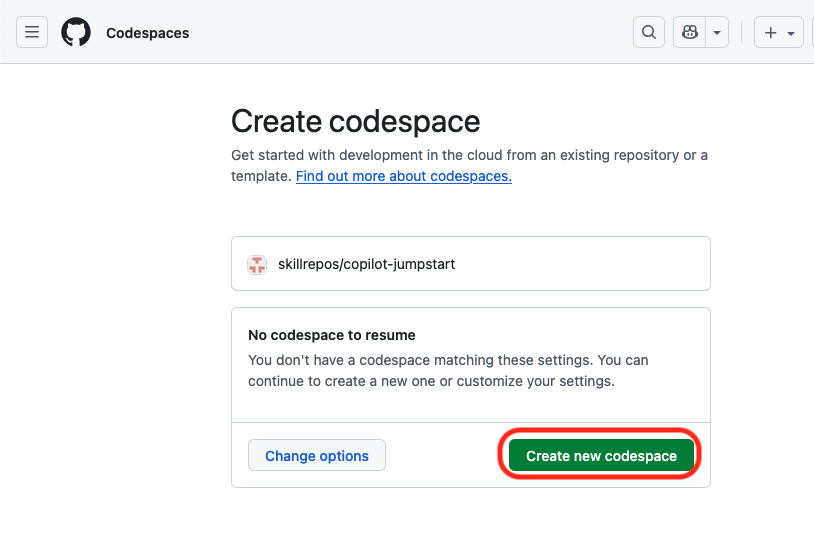 Codespaces
Create codespace
Get started with development in the cloud from an existing repository or a
template. Find out more about codespaces.
skillrepos/copilot-jumpstart
No codespace to resume
You don't have a codespace matching these settings. You can
continue to create a new one or customize your settings.
Change options
Create new codespace